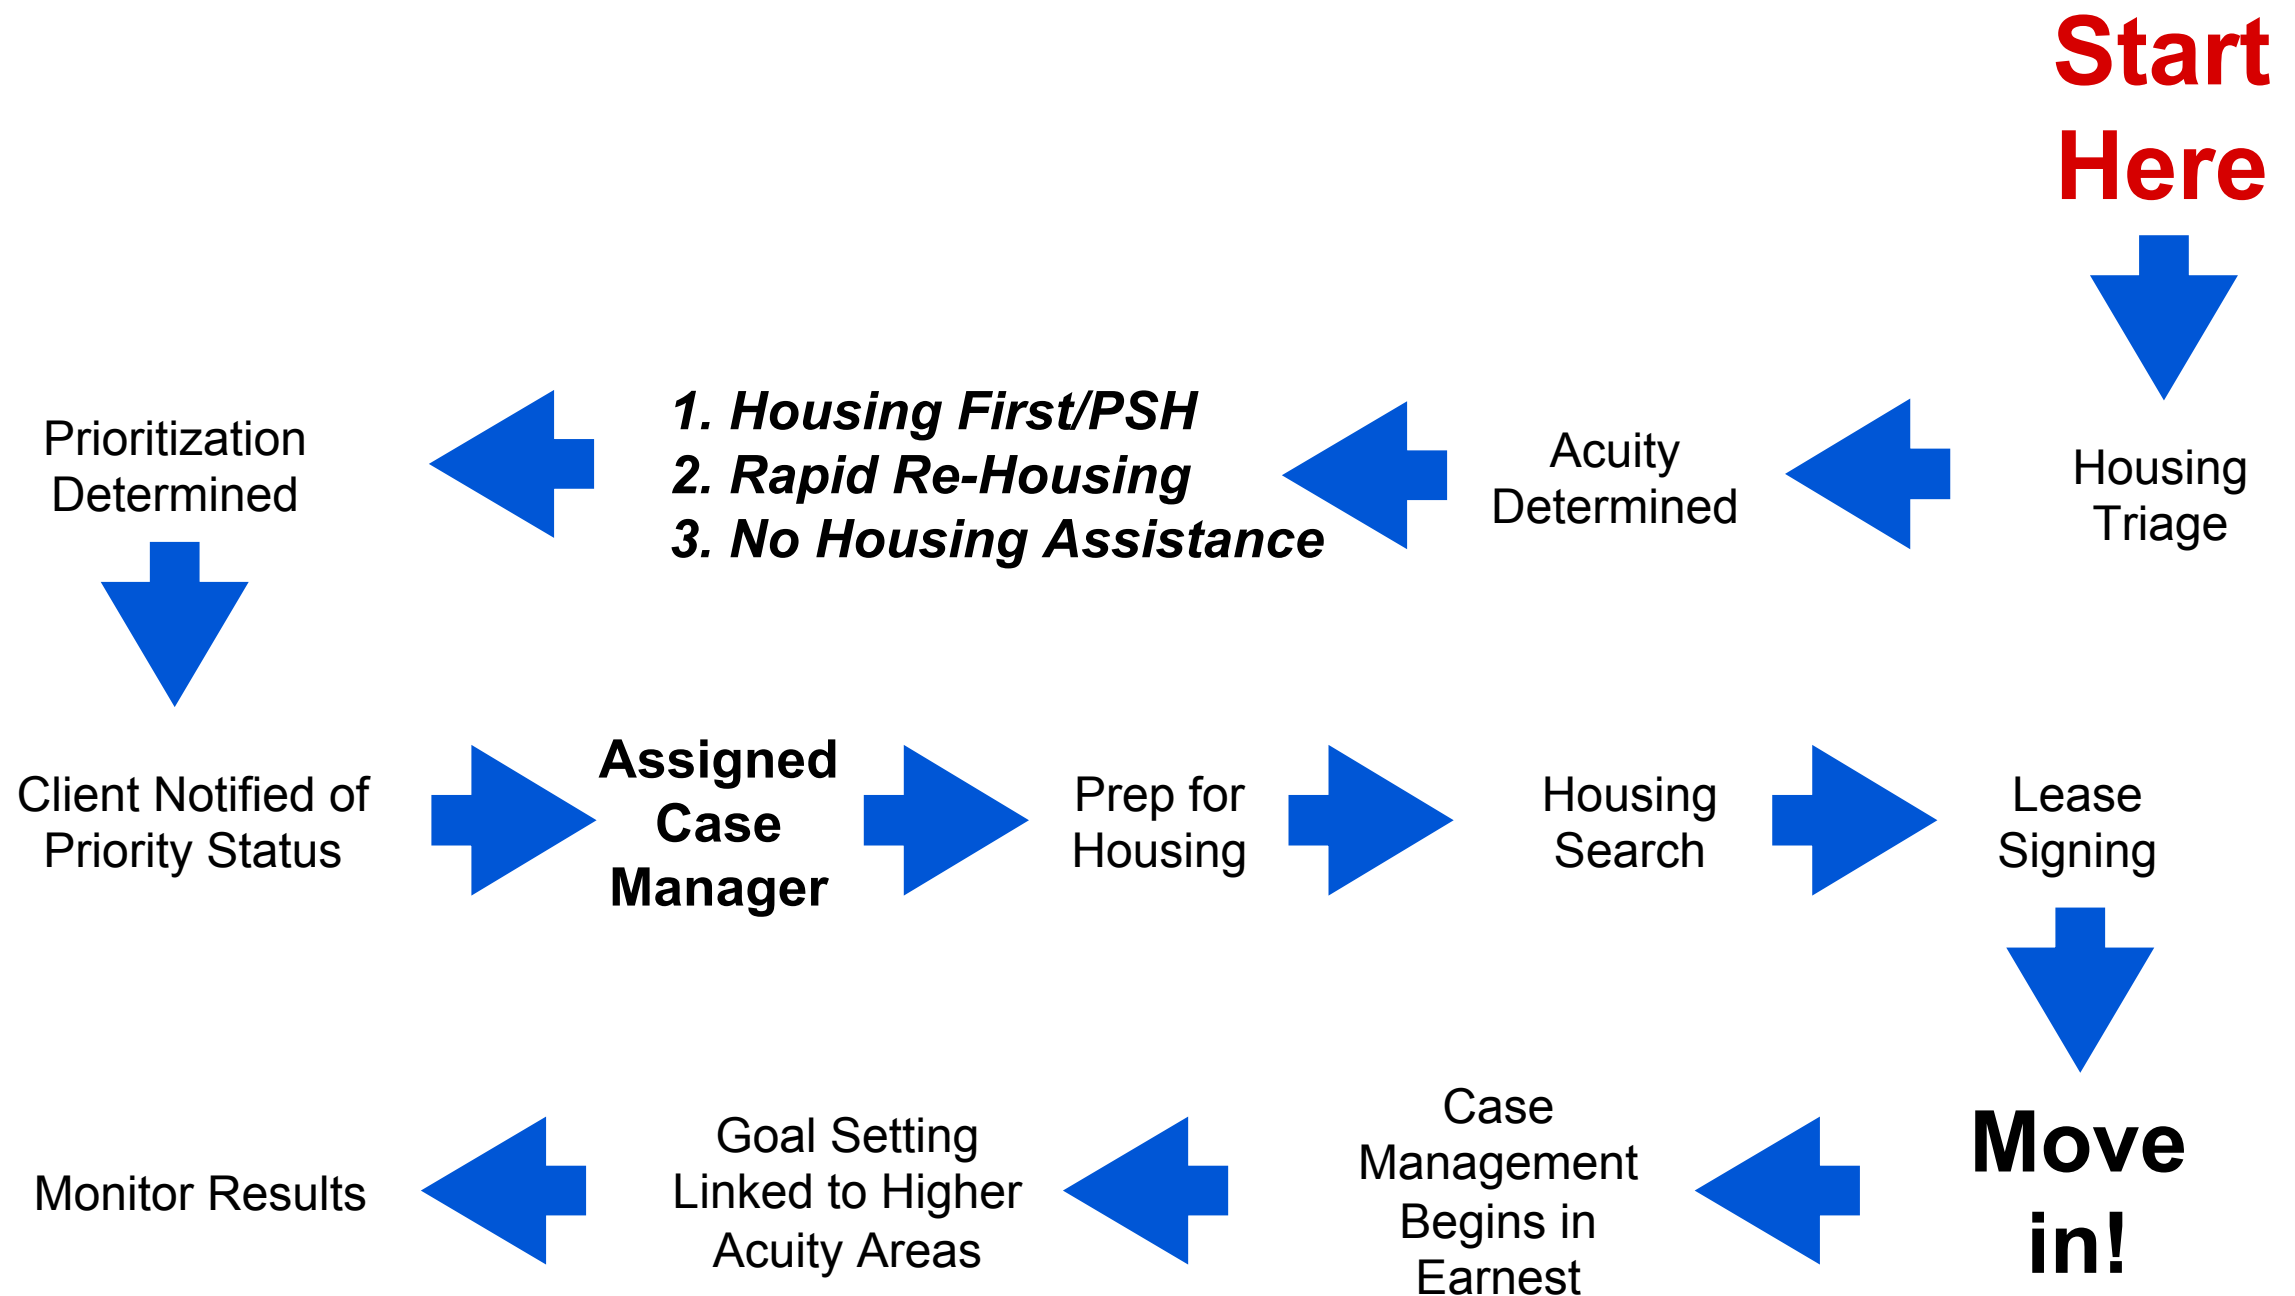 Start
Here
Housing
Triage
Acuity
Determined
1. Housing First/PSH
2. Rapid Re-Housing
3. No Housing Assistance
Prioritization
Determined
Client Notified of
Priority Status
Assigned
Case
Manager
Prep for
Housing
Housing
Search
Lease
Signing
Move
in!
Case
Management
Begins in
Earnest
Goal Setting
Linked to Higher
Acuity Areas
Monitor Results